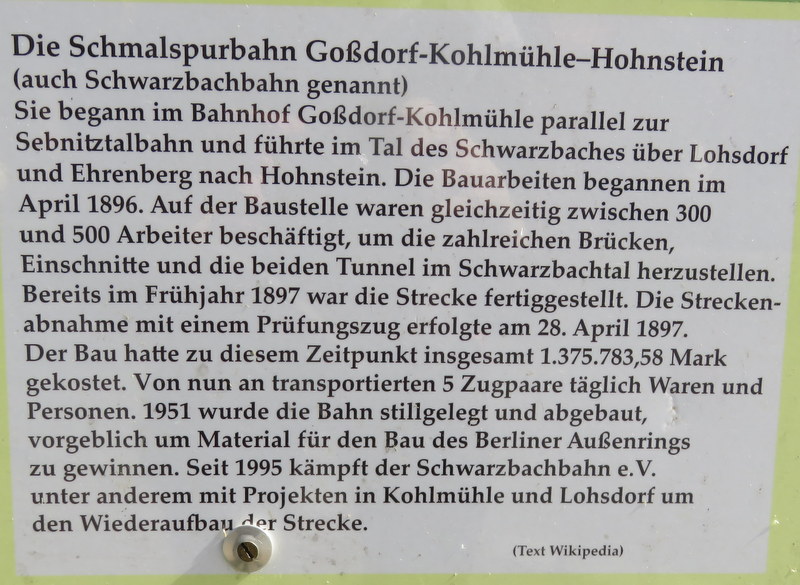 Die Schmalspurbahn Goßdorf-Kohlmühle–Hohnstein
(auch Schwarzbachbahn genannt)
Sie begann im Bahnhof Goßdorf-Kohlmühle parallel zur
Sebnitztalbahn und führte im Tal des Schwarzbaches über Lohsdorf
und Ehrenberg nach Hohnstein. Die Bauarbeiten begannen im
April 1896. Auf der Baustelle waren gleichzeitig zwischen 300
und 500 Arbeiter beschäftigt, um die zahlreichen Brücken,
Einschnitte und die beiden Tunnel im Schwarzbachtal herzustellen.
Bereits im Frühjahr 1897 war die Strecke fertiggestellt. Die Strecken-
abnahme mit einem Prüfungszug erfolgte am 28. April 1897.
Der Bau hatte zu diesem Zeitpunkt insgesamt 1.375.783,58 Mark
gekostet. Von nun an transportierten 5 Zugpaare täglich Waren und
Personen. 1951 wurde die Bahn stillgelegt und abgebaut,
vorgeblich um Material für den Bau des Berliner Außenrings
zu gewinnen. Seit 1995 kämpft der Schwarzbachbahn e.V.
unter anderem mit Projekten in Kohlmühle und Lohsdorf um
den Wiederaufbau der Strecke.
(Text Wikipedia)